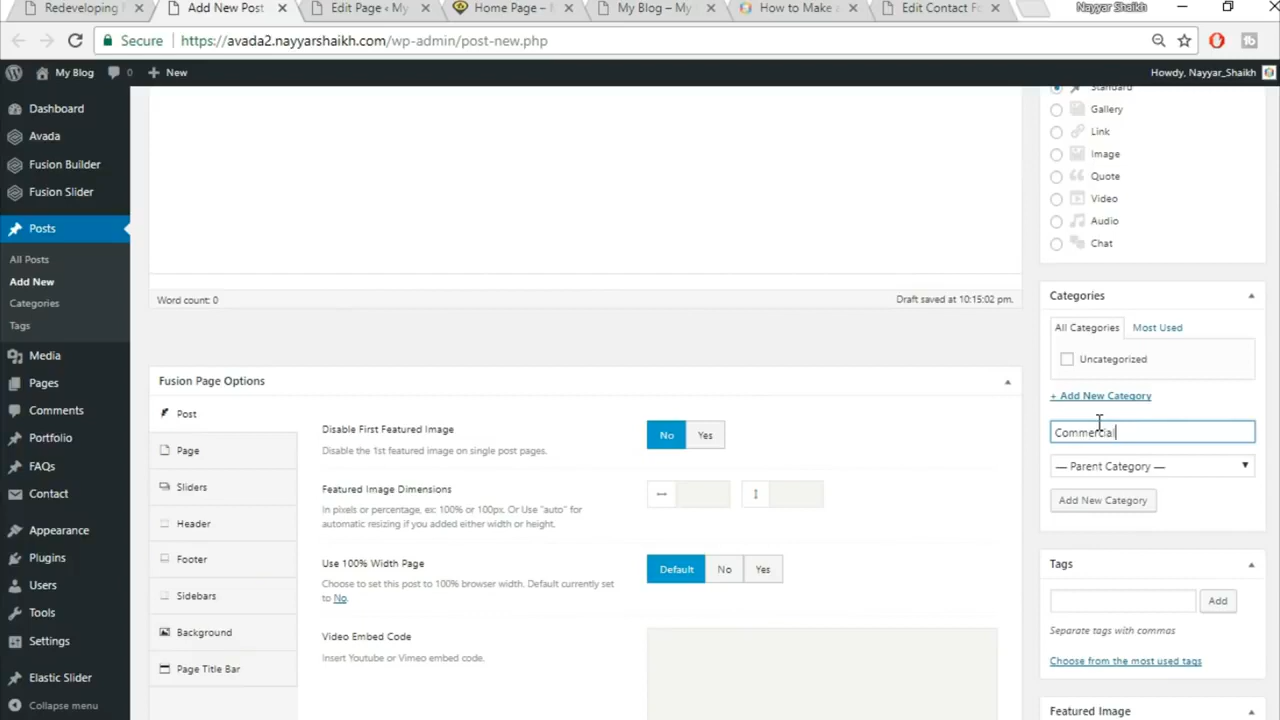 Redeveloping
Add New Post
Edit Page ‹ My
Home Page –
My Blog –
How to Make
Edit Contact Fo
Nayyar Shaikh
Secure
https://avada2.nayyarshaikh.com/wp-admin/post-new.php
My Blog
0
New
Howdy, Nayyar_Shaikh
Dashboard
Avada
Fusion Builder
Fusion Slider
Posts
All Posts
Add New
Categories
Tags
Media
Pages
Comments
Portfolio
FAQs
Contact
Appearance
Plugins
Users
Tools
Settings
Elastic Slider
Collapse menu
Word count: 0
Draft saved at 10:15:02 pm.
Fusion Page Options
Post
Page
Sliders
Header
Footer
Sidebars
Background
Page Title Bar
Disable First Featured Image
Disable the 1st featured image on single post pages.
No
Yes
Featured Image Dimensions
In pixels or percentage, ex: 100% or 100px. Or Use "auto" for
automatic resizing if you added either width or height.
Use 100% Width Page
Choose to set this post to 100% browser width. Default currently set
to No.
Default
No
Yes
Video Embed Code
Insert Youtube or Vimeo embed code.
Standard
Gallery
Link
Image
Quote
Video
Audio
Chat
Categories
All Categories
Most Used
Uncategorized
+ Add New Category
Commercial
— Parent Category —
Add New Category
Tags
Add
Separate tags with commas
Choose from the most used tags
Featured Image